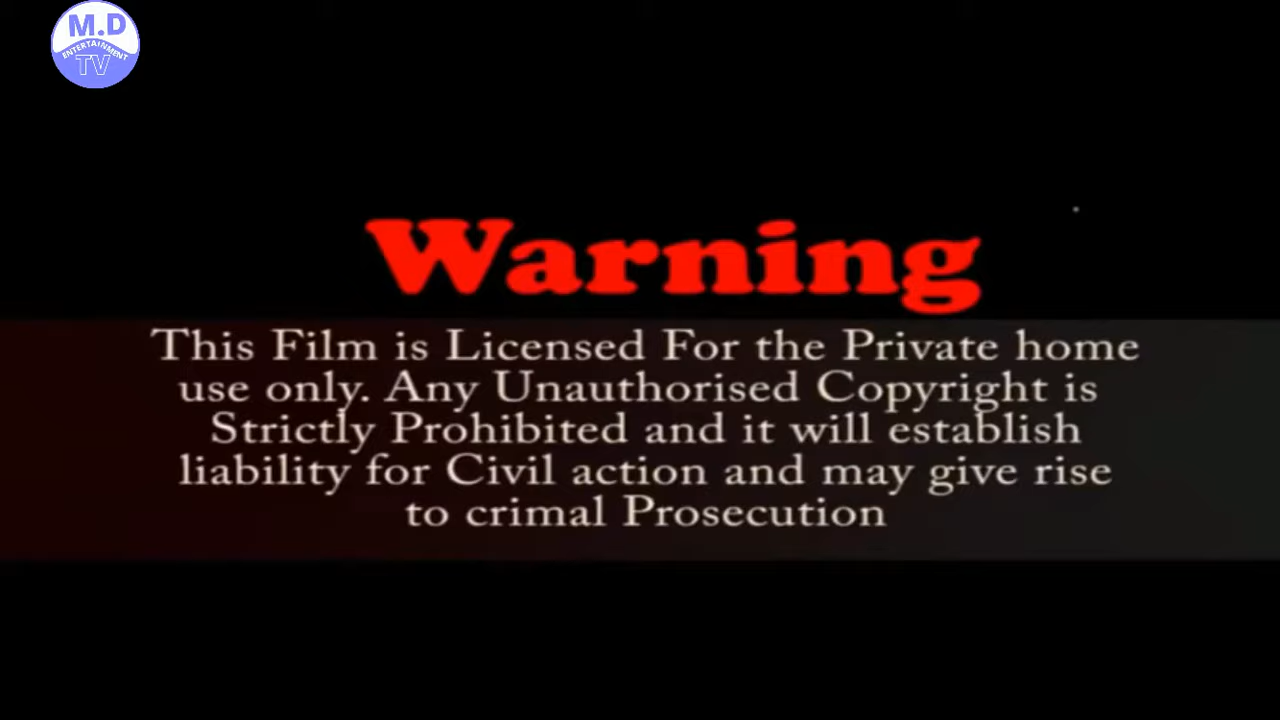 M.D
ENTERTAINMENT
TV
Warning
This Film is Licensed For the Private home
use only. Any Unauthorised Copyright is
Strictly Prohibited and it will establish
liability for Civil action and may give rise
to crimal Prosecution